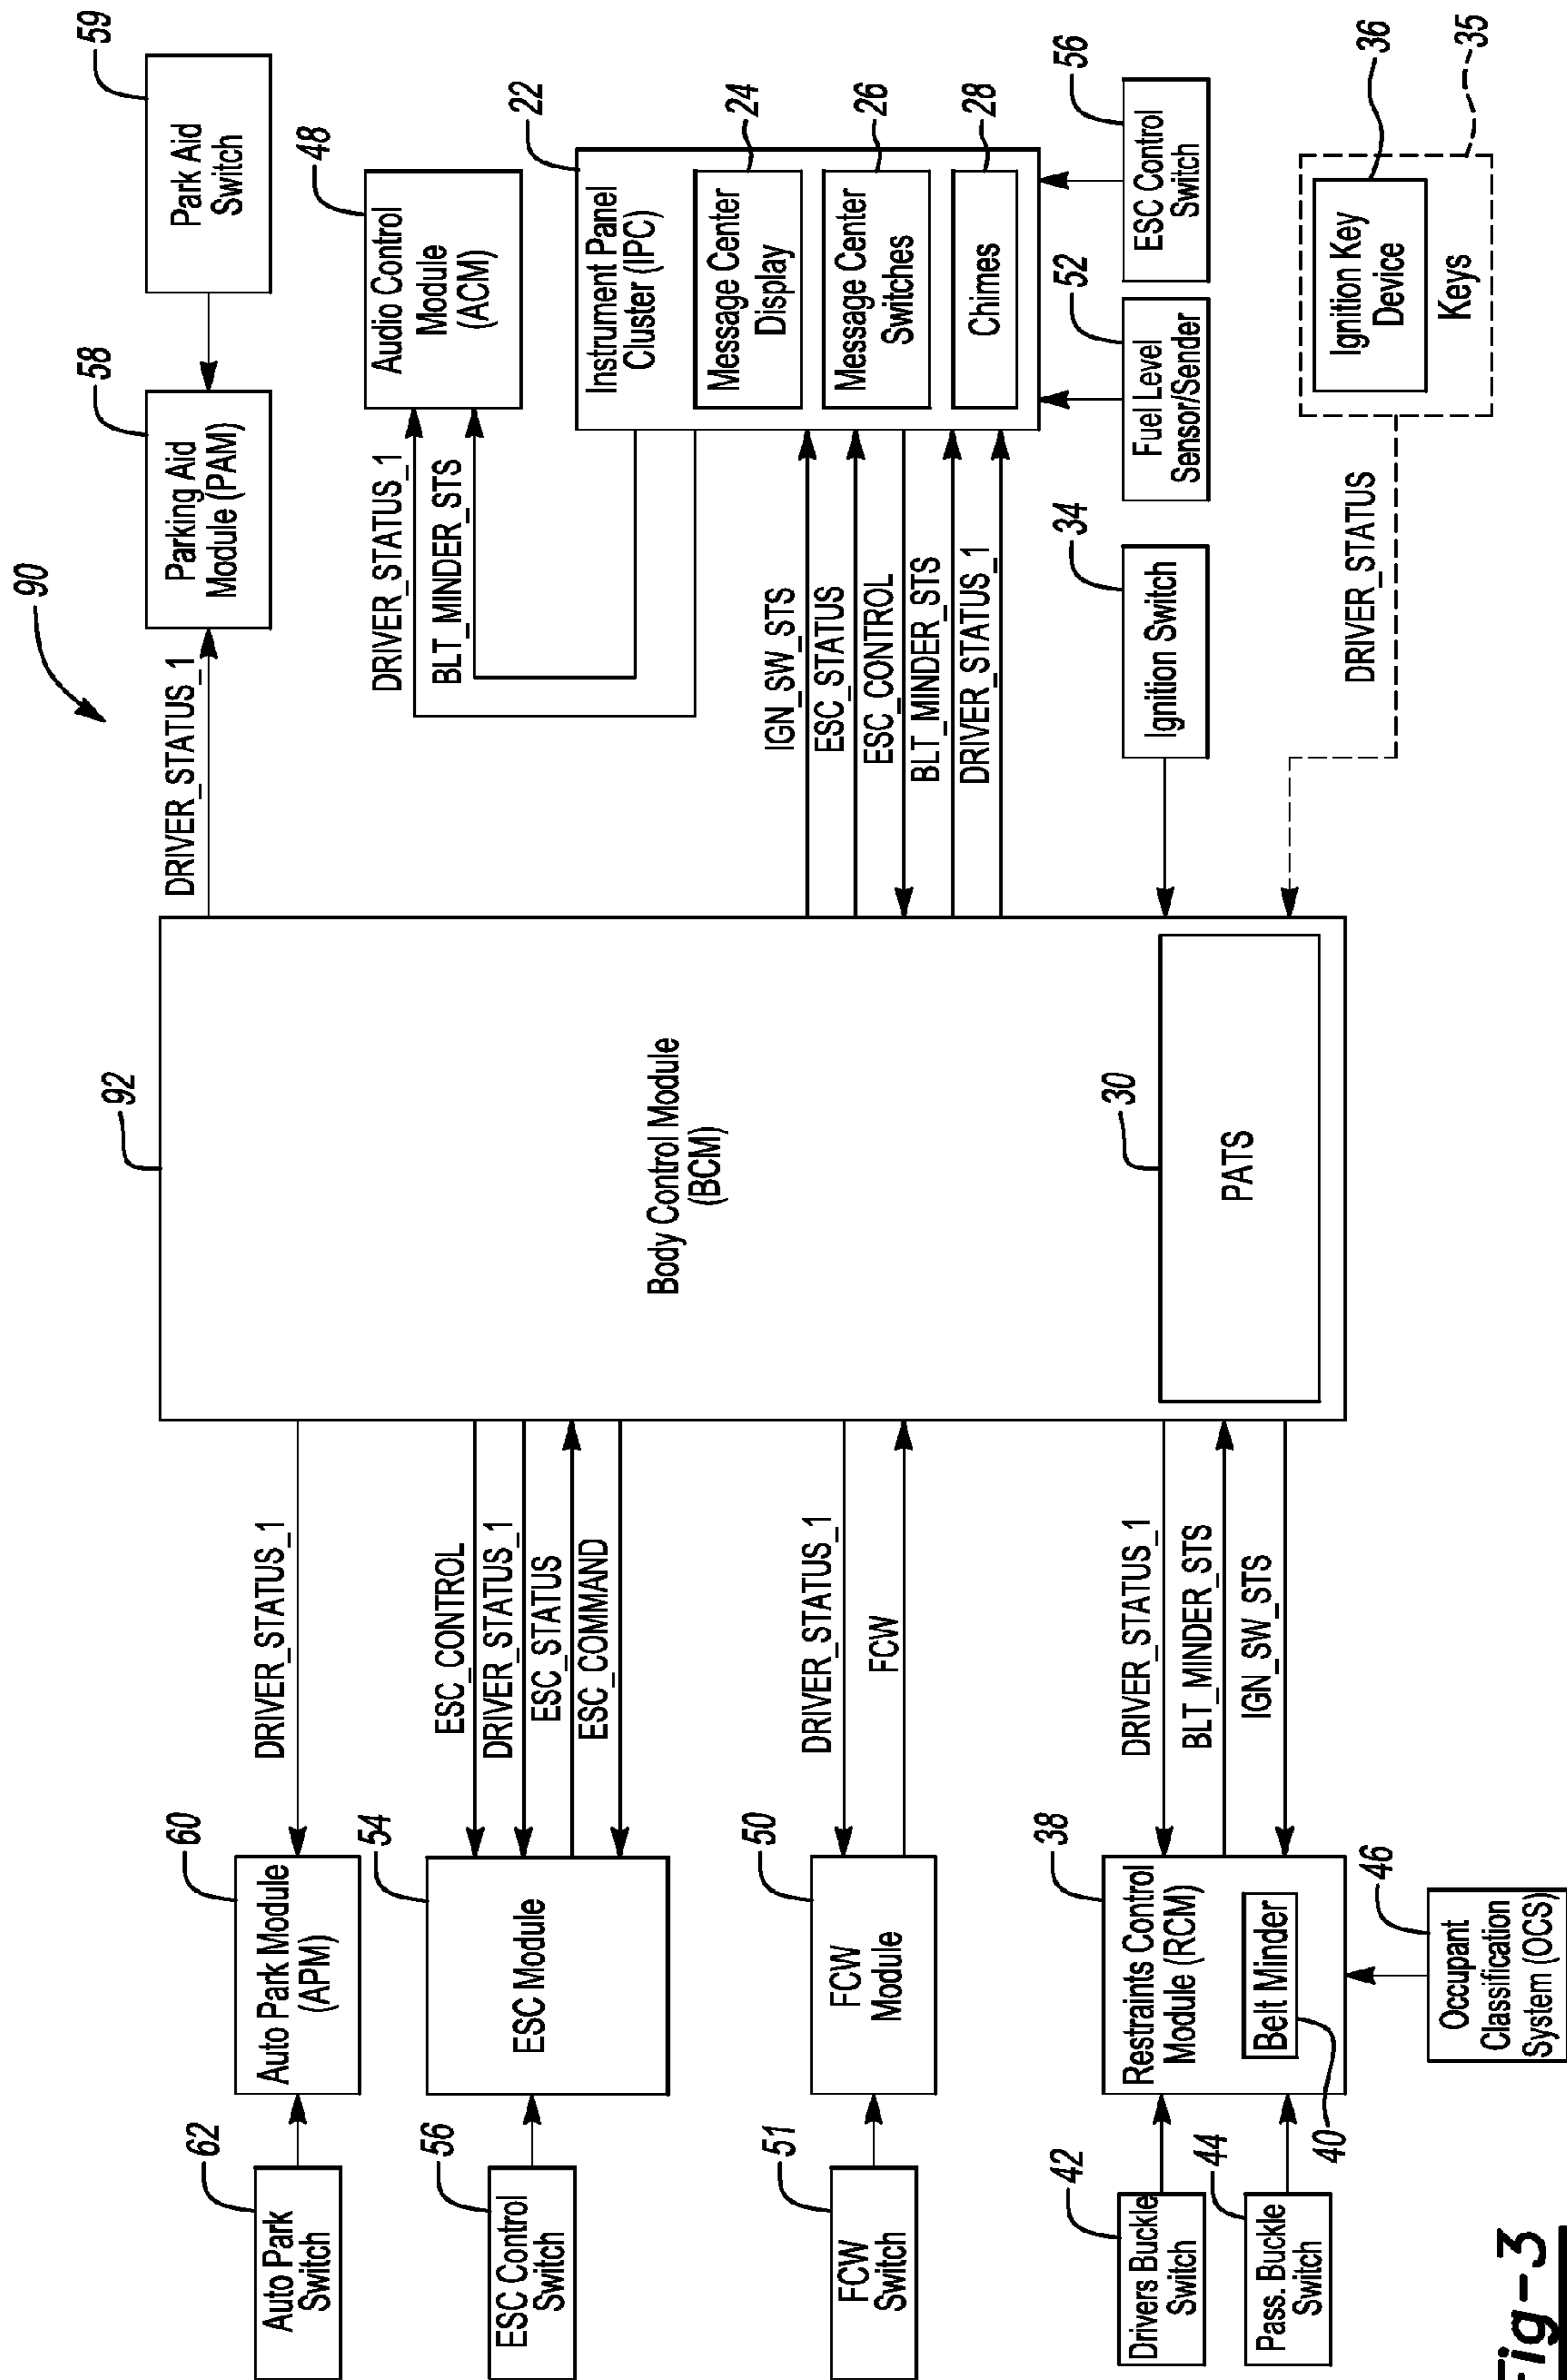 90
62
Auto Park
Switch
60
Auto Park Module
(APM)
DRIVER_STATUS_1
56
ESC Control
Switch
54
ESC Module
ESC_CONTROL
DRIVER_STATUS_1
ESC_STATUS
ESC_COMMAND
51
FCW
Switch
50
FCW
Module
DRIVER_STATUS_1
FCW
42
Drivers Buckle
Switch
44
Pass. Buckle
Switch
38
Restraints Control
Module (RCM)
Belt Minder
40
46
Occupant
Classification
System (OCS)
DRIVER_STATUS_1
BLT_MINDER_STS
IGN_SW_STS
92
Body Control Module
(BCM)
30
PATS
DRIVER_STATUS_1
58
Parking Aid
Module (PAM)
59
Park Aid
Switch
DRIVER_STATUS_1
BLT_MINDER_STS
48
Audio Control
Module
(ACM)
22
Instrument Panel
Cluster (IPC)
Message Center
Display
24
Message Center
Switches
26
Chimes
28
IGN_SW_STS
ESC_STATUS
ESC_CONTROL
BLT_MINDER_STS
DRIVER_STATUS_1
34
Ignition Switch
52
Fuel Level
Sensor/Sender
56
ESC Control
Switch
DRIVER_STATUS
Ignition Key
Device
36
Keys
35
Fig-3